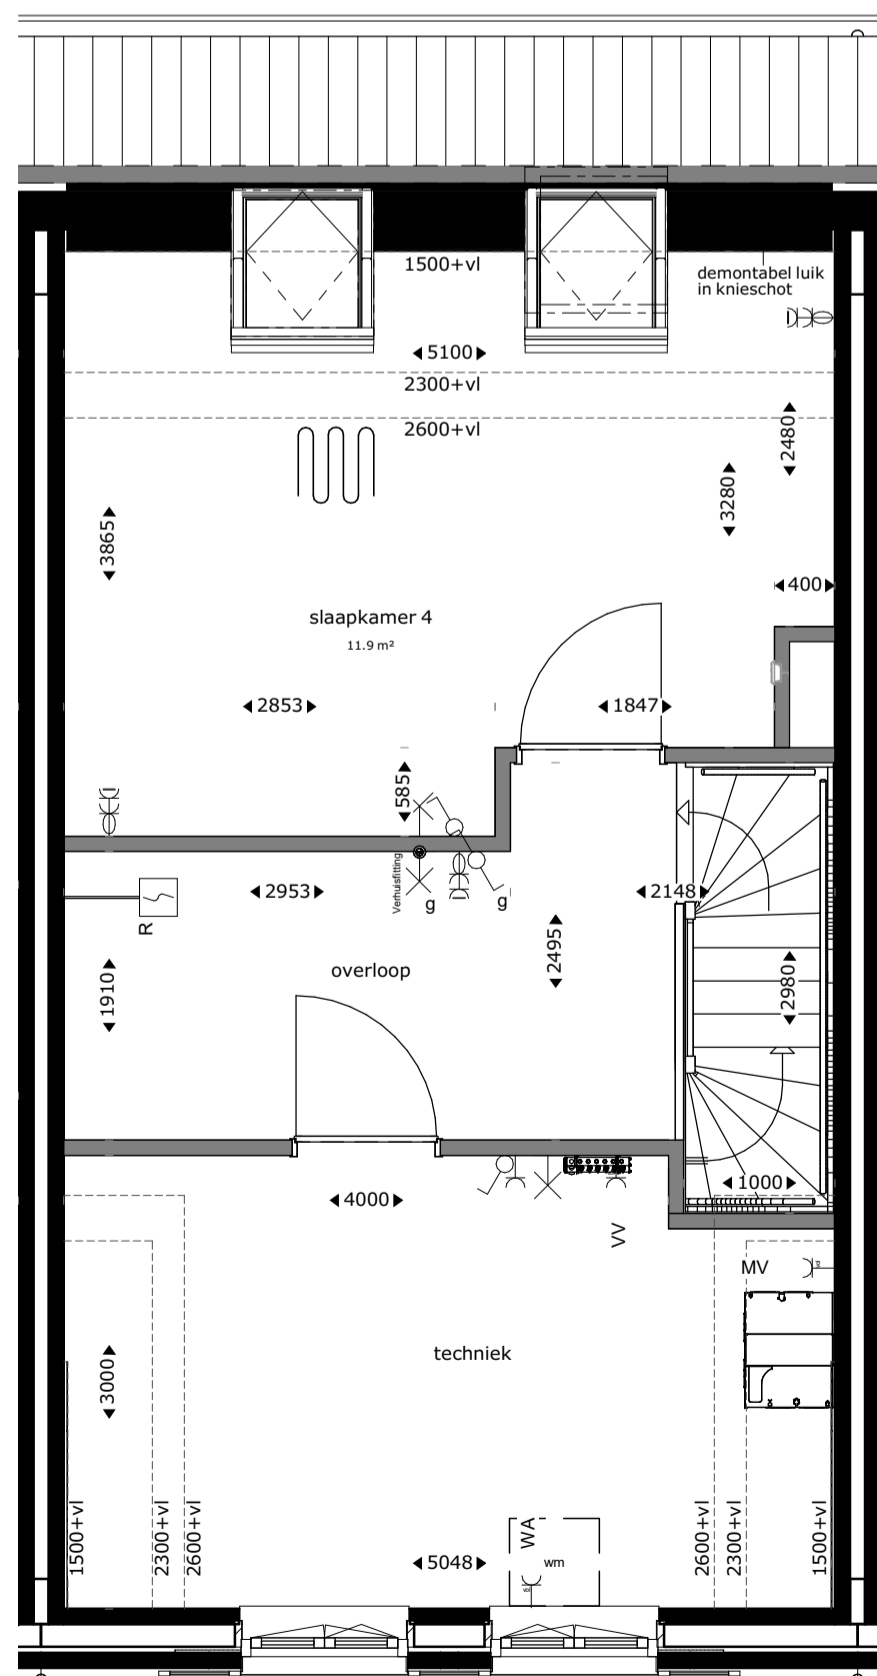 1500+vl
demontabel luik
in knieschot
5100
2300+vl
2600+vl
2480
3280
3865
400
slaapkamer 4
11.9 m²
2853
1847
585
Verhuisfitting
g
g
2953
2148
R
2495
overloop
1910
2980
4000
1000
VV
MV
techniek
3000
1500+vl
2300+vl
2600+vl
WA
wm
5048
2600+vl
2300+vl
1500+vl